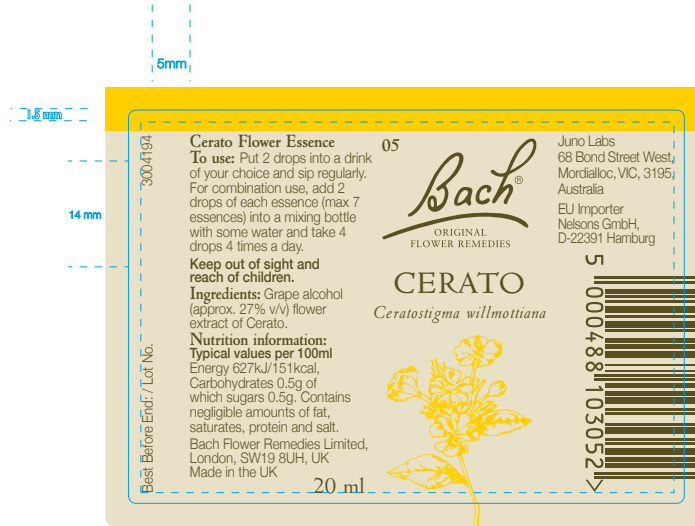 5mm
1.5 mm
14 mm
3004194
Best Before End: / Lot No.
Cerato Flower Essence
To use: Put 2 drops into a drink
of your choice and sip regularly.
For combination use, add 2
drops of each essence (max 7
essences) into a mixing bottle
with some water and take 4
drops 4 times a day.
Keep out of sight and
reach of children.
Ingredients: Grape alcohol
(approx. 27% v/v) flower
extract of Cerato.
Nutrition information:
Typical values per 100ml
Energy 627kJ/151kcal,
Carbohydrates 0.5g of
which sugars 0.5g. Contains
negligible amounts of fat,
saturates, protein and salt.
Bach Flower Remedies Limited,
London, SW19 8UH, UK
Made in the UK
20 ml
05
Bach®
ORIGINAL
FLOWER REMEDIES
CERATO
Ceratostigma willmottiana
Juno Labs
68 Bond Street West,
Mordialloc, VIC, 3195,
Australia
EU Importer
Nelsons GmbH,
D-22391 Hamburg
5 000488 103052 >